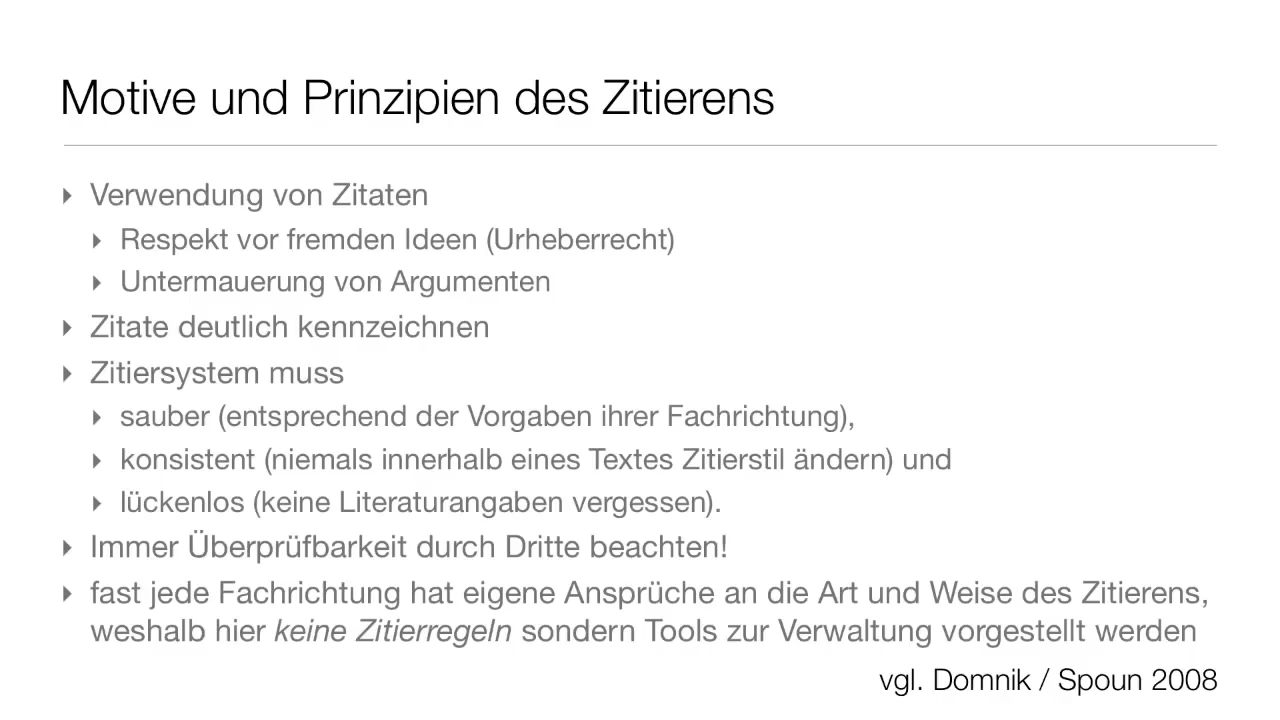 Motive und Prinzipien des Zitierens
‣ Verwendung von Zitaten
‣ Respekt vor fremden Ideen (Urheberrecht)
‣ Untermauerung von Argumenten
‣ Zitate deutlich kennzeichnen
‣ Zitiersystem muss
‣ sauber (entsprechend der Vorgaben ihrer Fachrichtung),
‣ konsistent (niemals innerhalb eines Textes Zitierstil ändern) und
‣ lückenlos (keine Literaturangaben vergessen).
‣ Immer Überprüfbarkeit durch Dritte beachten!
‣ fast jede Fachrichtung hat eigene Ansprüche an die Art und Weise des Zitierens,
weshalb hier keine Zitierregeln sondern Tools zur Verwaltung vorgestellt werden
vgl. Domnik / Spoun 2008